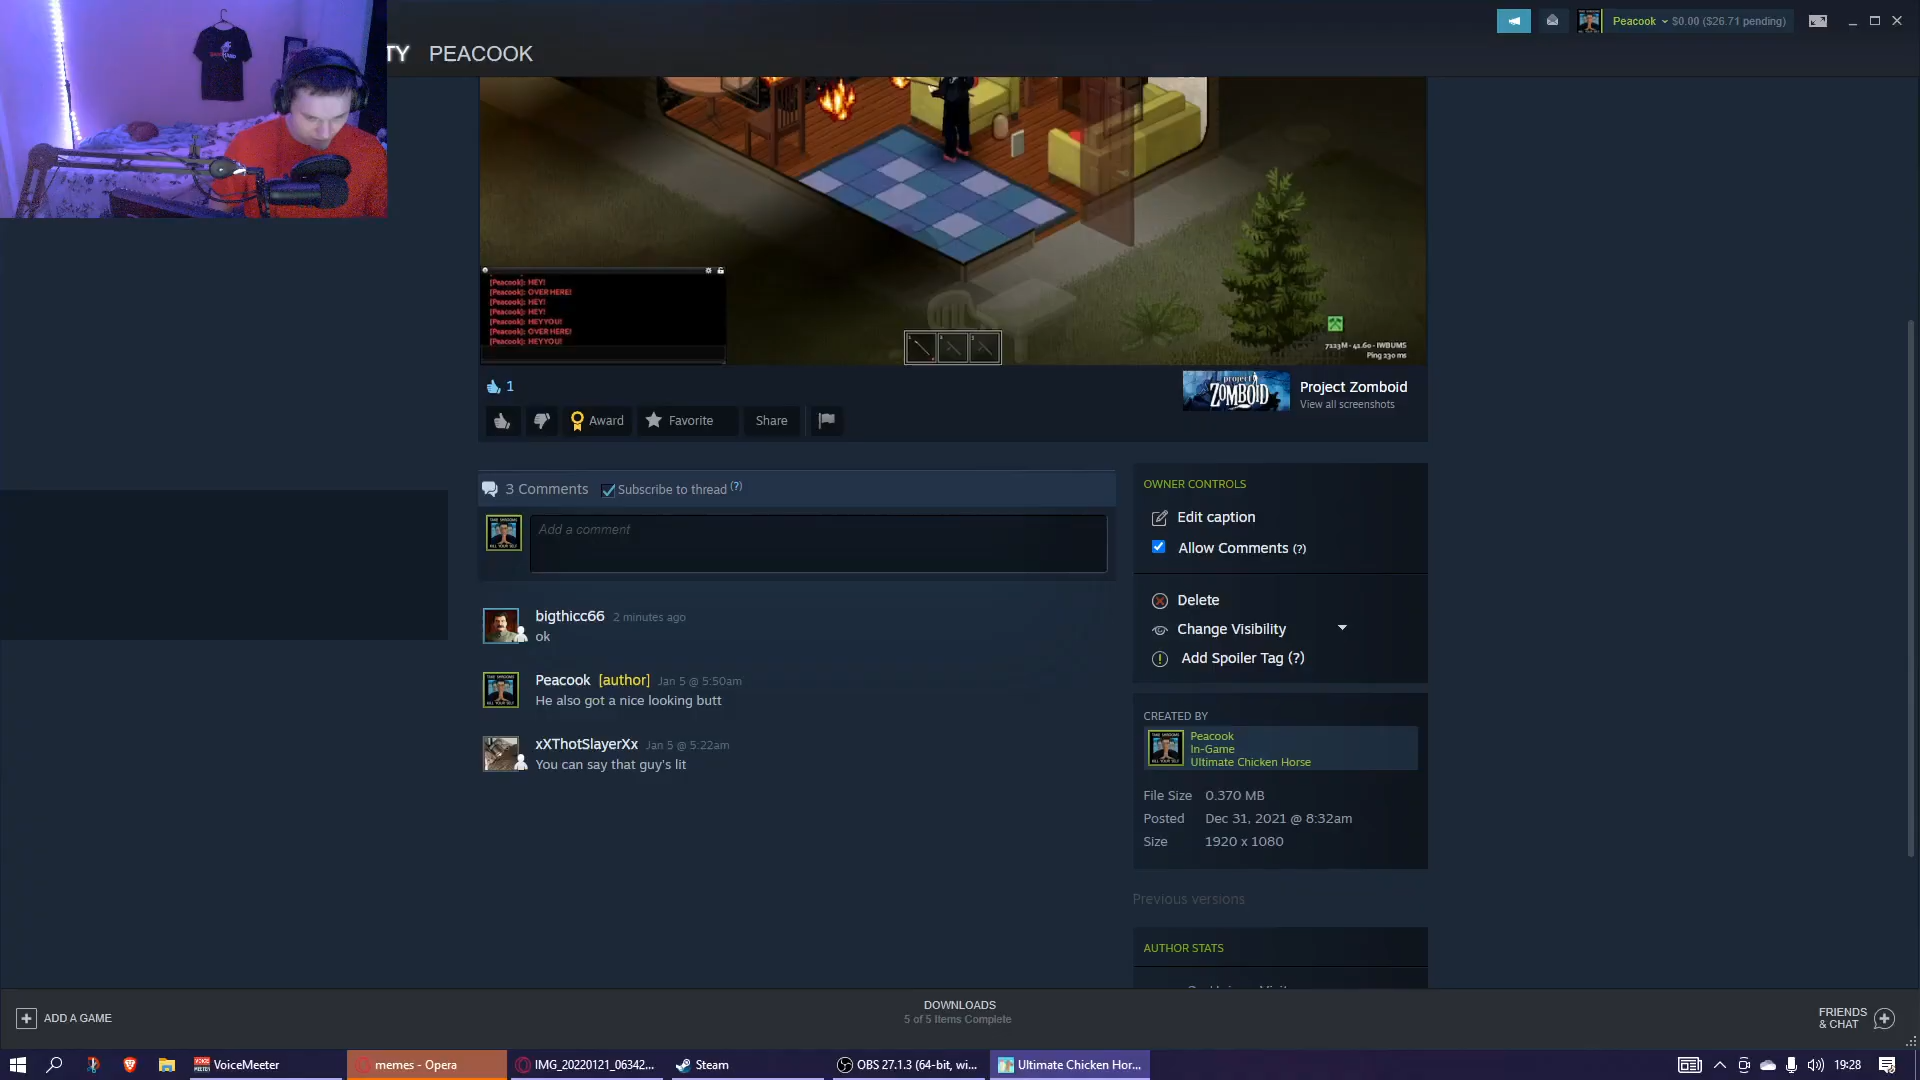 Peacook $0.00 ($26.71 pending)
TY PEACOOK
[Peacook]: HEY!
[Peacook]: OVER HERE!
[Peacook]: HEY!
[Peacook]: HEY!
[Peacook]: HEY YOU!
[Peacook]: OVER HERE!
[Peacook]: HEY YOU!
Ping 230 ms
1
project ZOMBOID
Project Zomboid
View all screenshots
Award Favorite Share
3 Comments Subscribe to thread (?)
Add a comment
bigthicc66 2 minutes ago
ok
Peacook [author] Jan 5 @ 5:50am
He also got a nice looking butt
xXThotSlayerXx Jan 5 @ 5:22am
You can say that guy's lit
OWNER CONTROLS
Edit caption
Allow Comments (?)
Delete
Change Visibility
Add Spoiler Tag (?)
CREATED BY
Peacook
In-Game
Ultimate Chicken Horse
File Size 0.370 MB
Posted Dec 31, 2021 @ 8:32am
Size 1920 x 1080
Previous versions
AUTHOR STATS
ADD A GAME
DOWNLOADS
5 of 5 Items Complete
FRIENDS
& CHAT
VoiceMeeter
memes - Opera
IMG_20220121_06342...
Steam
OBS 27.1.3 (64-bit, wi...
Ultimate Chicken Hor...
19:28